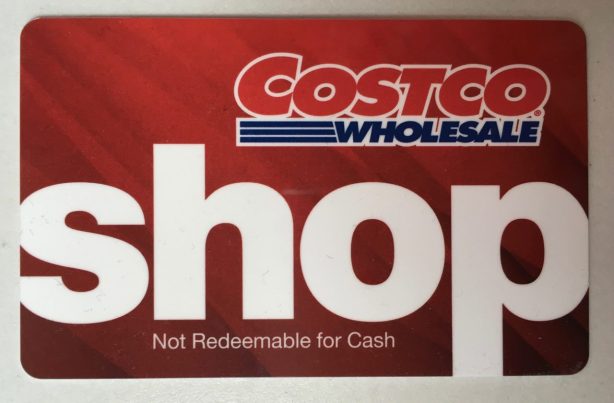 COSTCO
WHOLESALE
shop
Not Redeemable for Cash